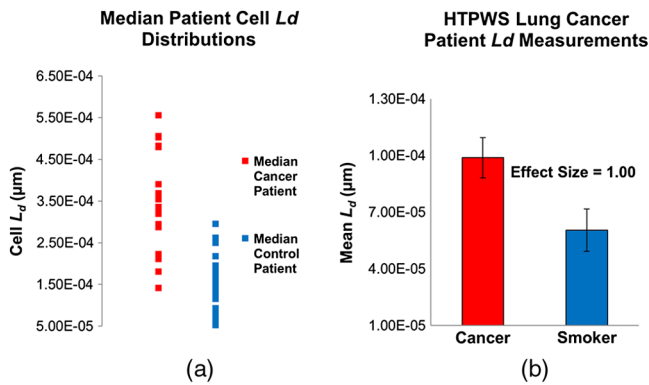 Median Patient Cell Ld
Distributions
6.50E-04
5.50E-04
4.50E-04
3.50E-04
2.50E-04
1.50E-04
5.00E-05
Cell Ld (µm)
Median
Cancer
Patient
Median
Control
Patient
(a)
HTPWS Lung Cancer
Patient Ld Measurements
1.30E-04
1.00E-04
7.00E-05
4.00E-05
1.00E-05
Mean Ld (µm)
Effect Size = 1.00
Cancer
Smoker
(b)